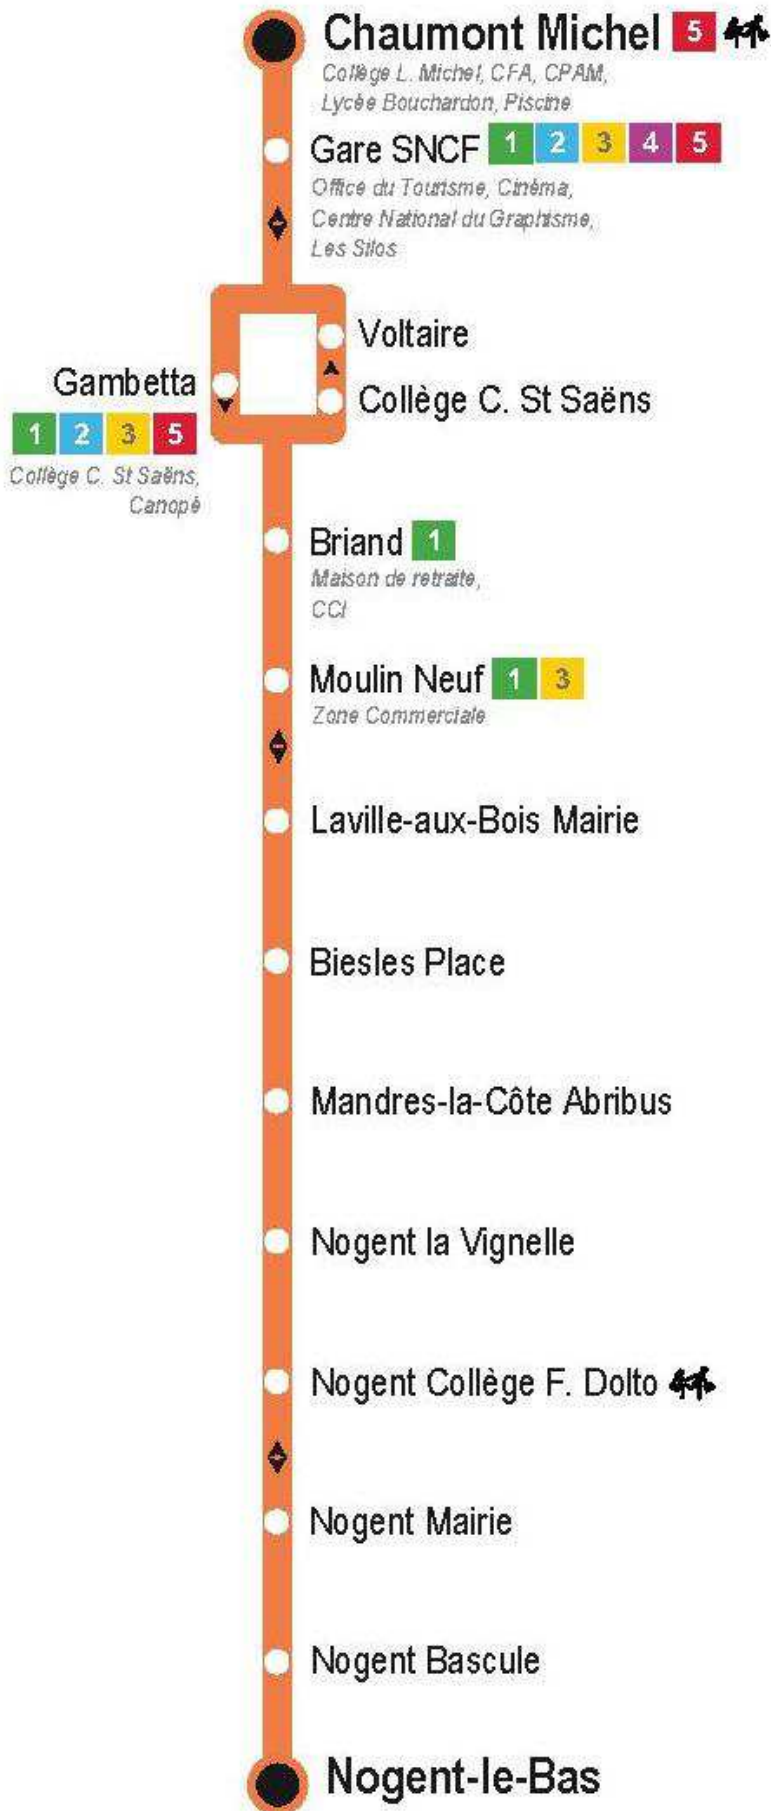 Chaumont Michel 5
Collège L. Michel, CFA, CPAM,
Lycée Bouchardon, Piscine
Gare SNCF 1 2 3 4 5
Office du Tourisme, Cinéma,
Centre National du Graphisme,
Les Silos
Voltaire
Gambetta
Collège C. St Saëns
1 2 3 5
Collège C. St Saëns,
Canopé
Briand 1
Maison de retraite,
CCI
Moulin Neuf 1 3
Zone Commerciale
Laville-aux-Bois Mairie
Biesles Place
Mandres-la-Côte Abribus
Nogent la Vignelle
Nogent Collège F. Dolto
Nogent Mairie
Nogent Bascule
Nogent-le-Bas